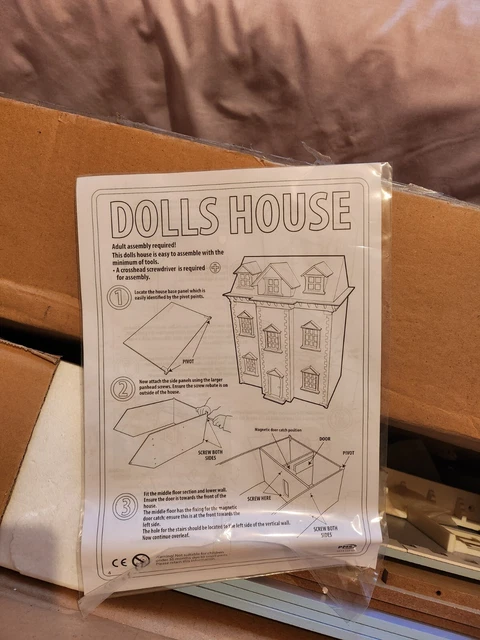 DOLLS HOUSE
Adult assembly required!
This dolls house is easy to assemble with the
minimum of tools.
• A crosshead screwdriver is required
for assembly.
1
Locate the house base panel which is
easily identified by the pivot points.
PIVOT
2
Now attach the side panels using the larger
panhead screws. Ensure the screw rebate is on
outside of the house.
SCREW BOTH
SIDES
Magnetic door catch position
DOOR
PIVOT
SCREW HERE
SCREW BOTH
SIDES
3
Fit the middle floor section and lower wall.
Ensure the door is towards the front of the
house.
The middle floor has the fixing for the magnetic
door catch: ensure this is at the front towards the
left side.
The hole for the stairs should be located to the left side of the vertical wall.
Now continue overleaf.
CE